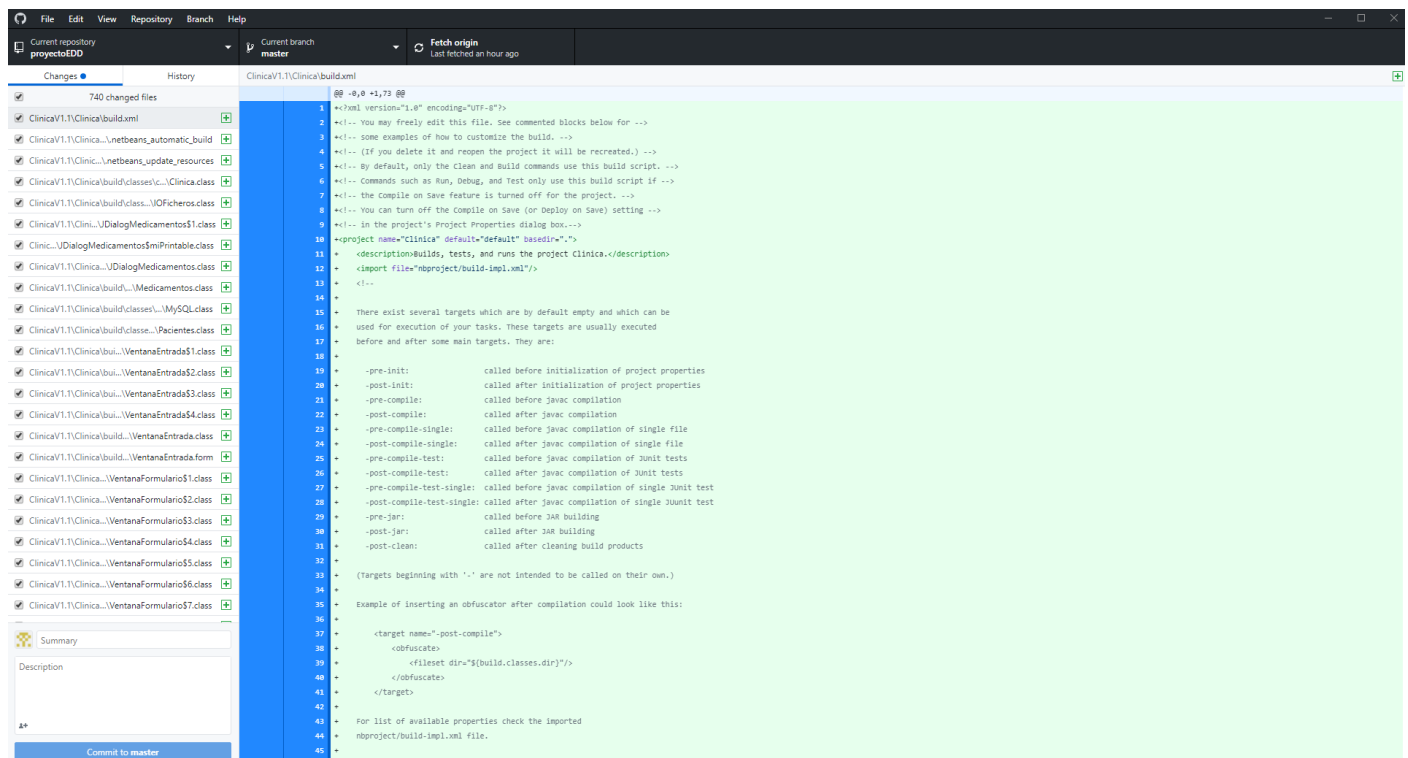 File Edit View Repository Branch Help
Current repository
proyectoEDD
Current branch
master
Fetch origin
Last fetched an hour ago
Changes
History
740 changed files
ClinicaV1.1\Clinica\build.xml
ClinicaV1.1\Clinica...\.netbeans_automatic_build
ClinicaV1.1\Clinic...\.netbeans_update_resources
ClinicaV1.1\Clinica\build\classes\c...\Clinica.class
ClinicaV1.1\Clinica\build\class...\IOFicheros.class
ClinicaV1.1\Clini...\JDialogMedicamentos$1.class
Clinic...\JDialogMedicamentos$miPrintable.class
ClinicaV1.1\Clinica...\JDialogMedicamentos.class
ClinicaV1.1\Clinica\build\...\Medicamentos.class
ClinicaV1.1\Clinica\build\classes\...\MySQL.class
ClinicaV1.1\Clinica\build\classe...\Pacientes.class
ClinicaV1.1\Clinica\bui...\VentanaEntrada$1.class
ClinicaV1.1\Clinica\bui...\VentanaEntrada$2.class
ClinicaV1.1\Clinica\bui...\VentanaEntrada$3.class
ClinicaV1.1\Clinica\bui...\VentanaEntrada$4.class
ClinicaV1.1\Clinica\build...\VentanaEntrada.class
ClinicaV1.1\Clinica\build...\VentanaEntrada.form
ClinicaV1.1\Clinica...\VentanaFormulario$1.class
ClinicaV1.1\Clinica...\VentanaFormulario$2.class
ClinicaV1.1\Clinica...\VentanaFormulario$3.class
ClinicaV1.1\Clinica...\VentanaFormulario$4.class
ClinicaV1.1\Clinica...\VentanaFormulario$5.class
ClinicaV1.1\Clinica...\VentanaFormulario$6.class
ClinicaV1.1\Clinica...\VentanaFormulario$7.class
Summary
Description
Commit to master
ClinicaV1.1\Clinica\build.xml
@@ -0,0 +1,73 @@
1 +<?xml version="1.0" encoding="UTF-8"?>
2 +<!-- You may freely edit this file. See commented blocks below for -->
3 +<!-- some examples of how to customize the build. -->
4 +<!-- (If you delete it and reopen the project it will be recreated.) -->
5 +<!-- By default, only the Clean and Build commands use this build script. -->
6 +<!-- Commands such as Run, Debug, and Test only use this build script if -->
7 +<!-- the Compile on Save feature is turned off for the project. -->
8 +<!-- You can turn off the Compile on Save (or Deploy on Save) setting -->
9 +<!-- in the project's Project Properties dialog box.-->
10 +<project name="Clinica" default="default" basedir=".">
11 + <description>Builds, tests, and runs the project Clinica.</description>
12 + <import file="nbproject/build-impl.xml"/>
13 + <!--
14 +
15 + There exist several targets which are by default empty and which can be
16 + used for execution of your tasks. These targets are usually executed
17 + before and after some main targets. They are:
18 +
19 + -pre-init: called before initialization of project properties
20 + -post-init: called after initialization of project properties
21 + -pre-compile: called before javac compilation
22 + -post-compile: called after javac compilation
23 + -pre-compile-single: called before javac compilation of single file
24 + -post-compile-single: called after javac compilation of single file
25 + -pre-compile-test: called before javac compilation of JUnit tests
26 + -post-compile-test: called after javac compilation of JUnit tests
27 + -pre-compile-test-single: called before javac compilation of single JUnit test
28 + -post-compile-test-single: called after javac compilation of single JUunit test
29 + -pre-jar: called before JAR building
30 + -post-jar: called after JAR building
31 + -post-clean: called after cleaning build products
32 +
33 + (Targets beginning with '-' are not intended to be called on their own.)
34 +
35 + Example of inserting an obfuscator after compilation could look like this:
36 +
37 + <target name="-post-compile">
38 + <obfuscate>
39 + <fileset dir="${build.classes.dir}"/>
40 + </obfuscate>
41 + </target>
42 +
43 + For list of available properties check the imported
44 + nbproject/build-impl.xml file.
45 +